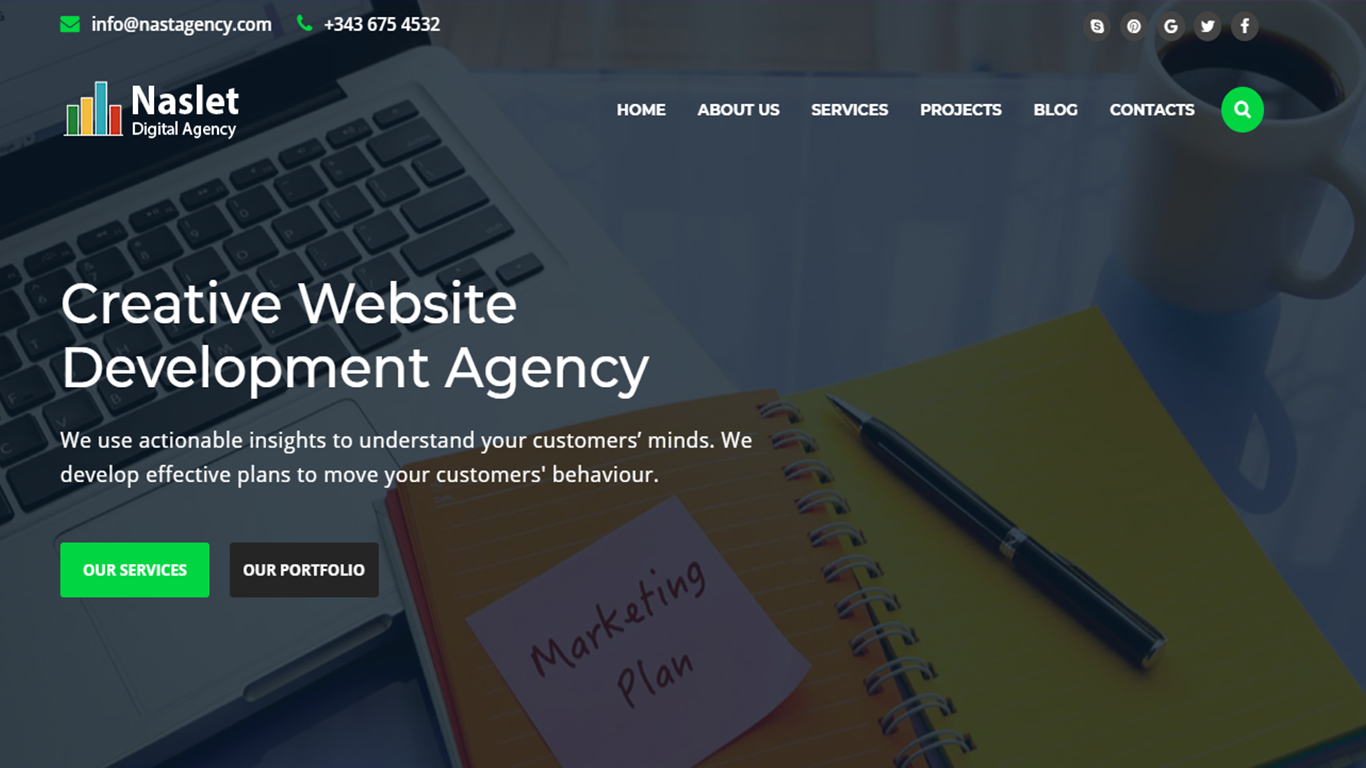 info@nastagency.com +343 675 4532
Naslet
Digital Agency
HOME ABOUT US SERVICES PROJECTS BLOG CONTACTS
Creative Website
Development Agency
We use actionable insights to understand your customers’ minds. We
develop effective plans to move your customers' behaviour.
OUR SERVICES OUR PORTFOLIO
Marketing
Plan